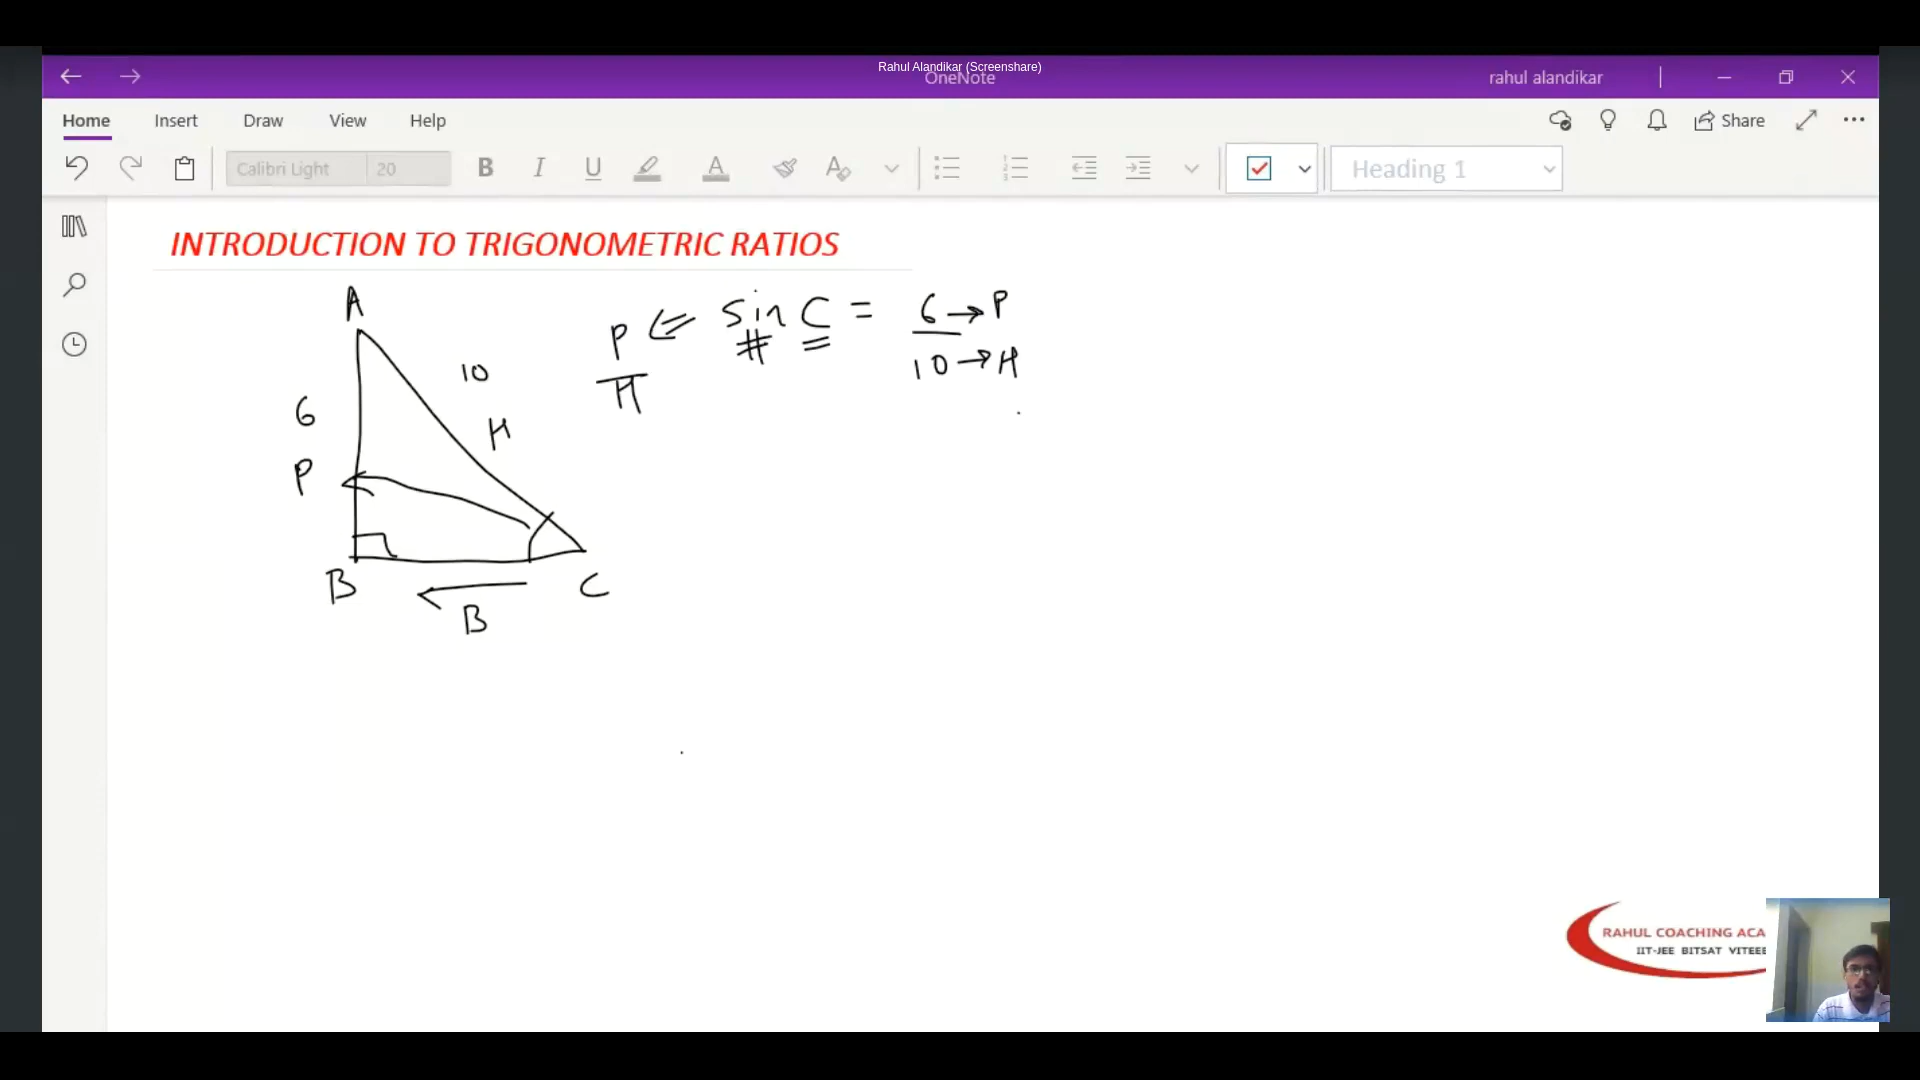 Rahul Alandikar (Screenshare)
OneNote
rahul alandikar
Home Insert Draw View Help Share
Calibri Light 20 B I U A A Heading 1
INTRODUCTION TO TRIGONOMETRIC RATIOS
A
P/H ⇐ sin C = 6→P/10→H
10
6
H
P
B
C
B
RAHUL COACHING ACA
IIT-JEE BITSAT VITEEE